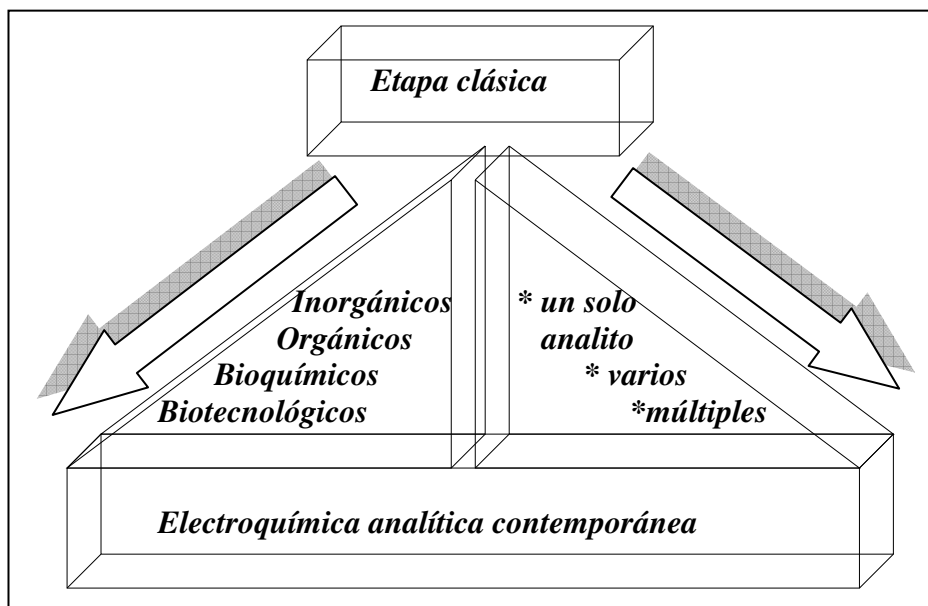 Etapa clásica
Inorgánicos
Orgánicos
Bioquímicos
Biotecnológicos
* un solo
analito
* varios
*múltiples
Electroquímica analítica contemporánea